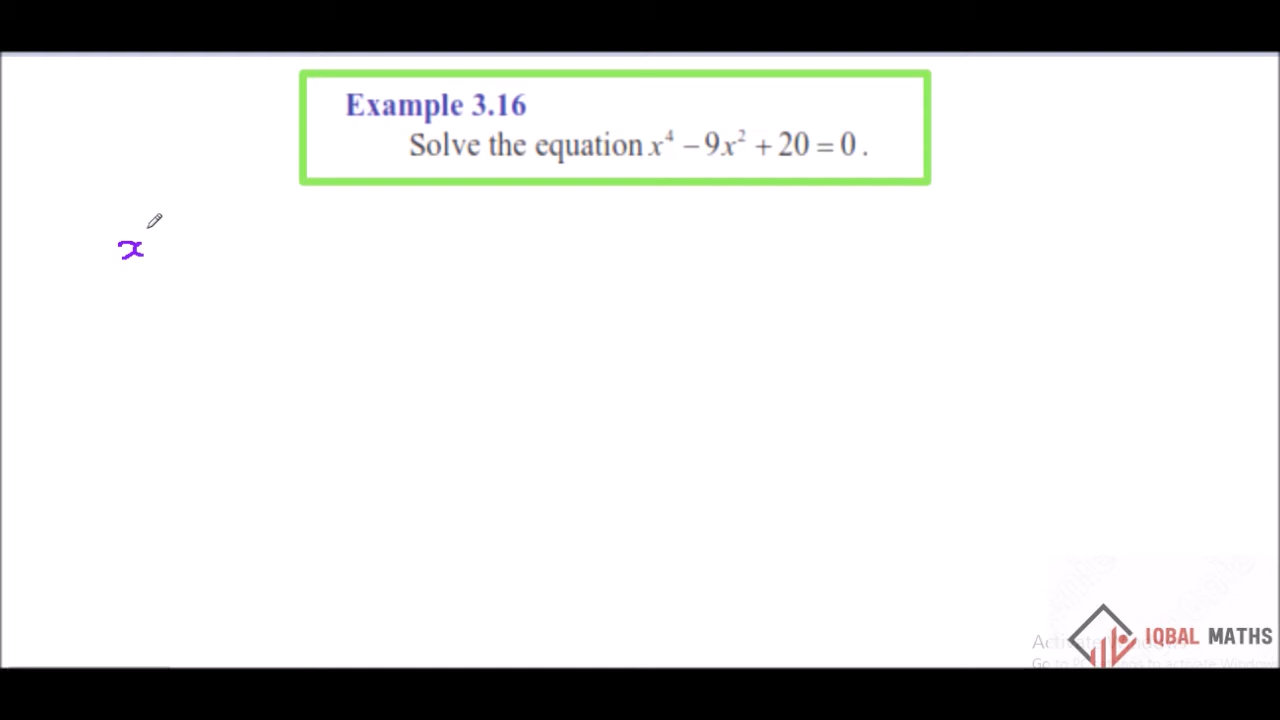 Example 3.16
Solve the equation x⁴ − 9x² + 20 = 0 .
x
IQBAL MATHS